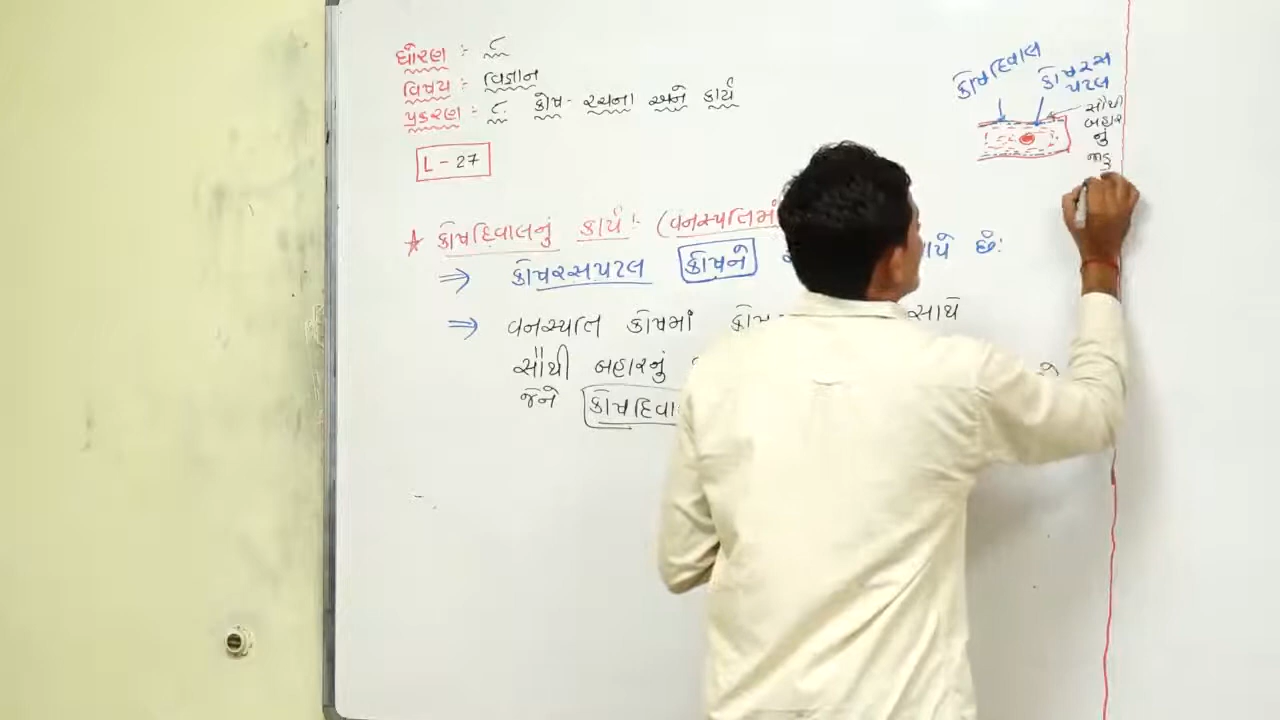 ધોરણ :- ૮
વિષય :- વિજ્ઞાન
પ્રકરણ :- ૮. કોષ- રચના અને કાર્ય
L - 27
★ કોષદિવાલનું કાર્ય : (વનસ્પતિમાં
⇒ કોષરસપટલ કોષને છે.
⇒ વનસ્પતિ કોષમાં સાથે
સૌથી બહારનું
જેને કોષદિવા
કોષદિવાલ
કોષરસ
પટલ
સૌથી
બહાર
નું
જાડુ